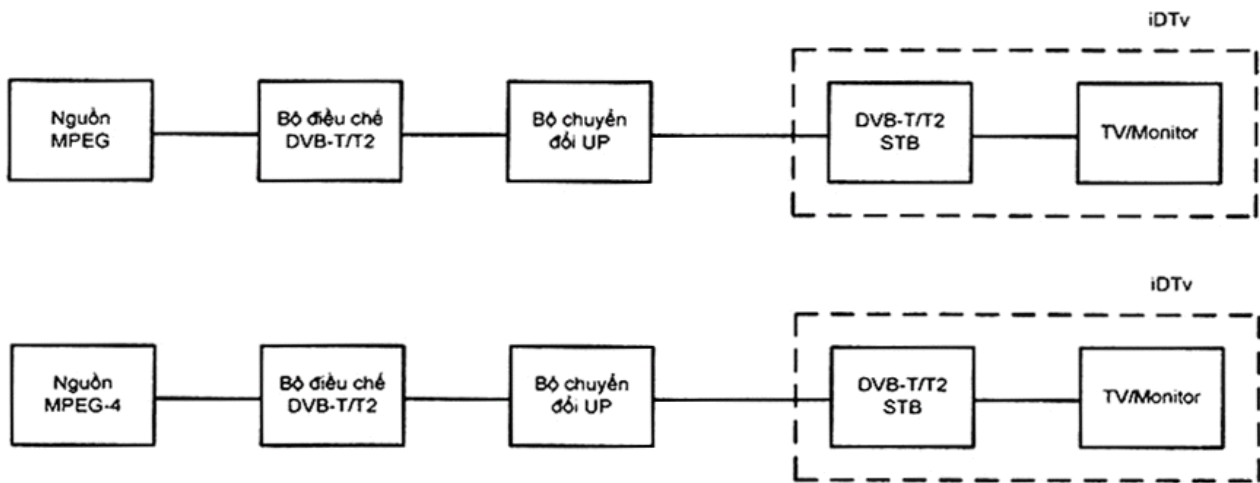 iDTv
Nguồn
MPEG
Bộ điều chế
DVB-T/T2
Bộ chuyển
đổi UP
DVB-T/T2
STB
TV/Monitor
iDTv
Nguồn
MPEG-4
Bộ điều chế
DVB-T/T2
Bộ chuyển
đổi UP
DVB-T/T2
STB
TV/Monitor